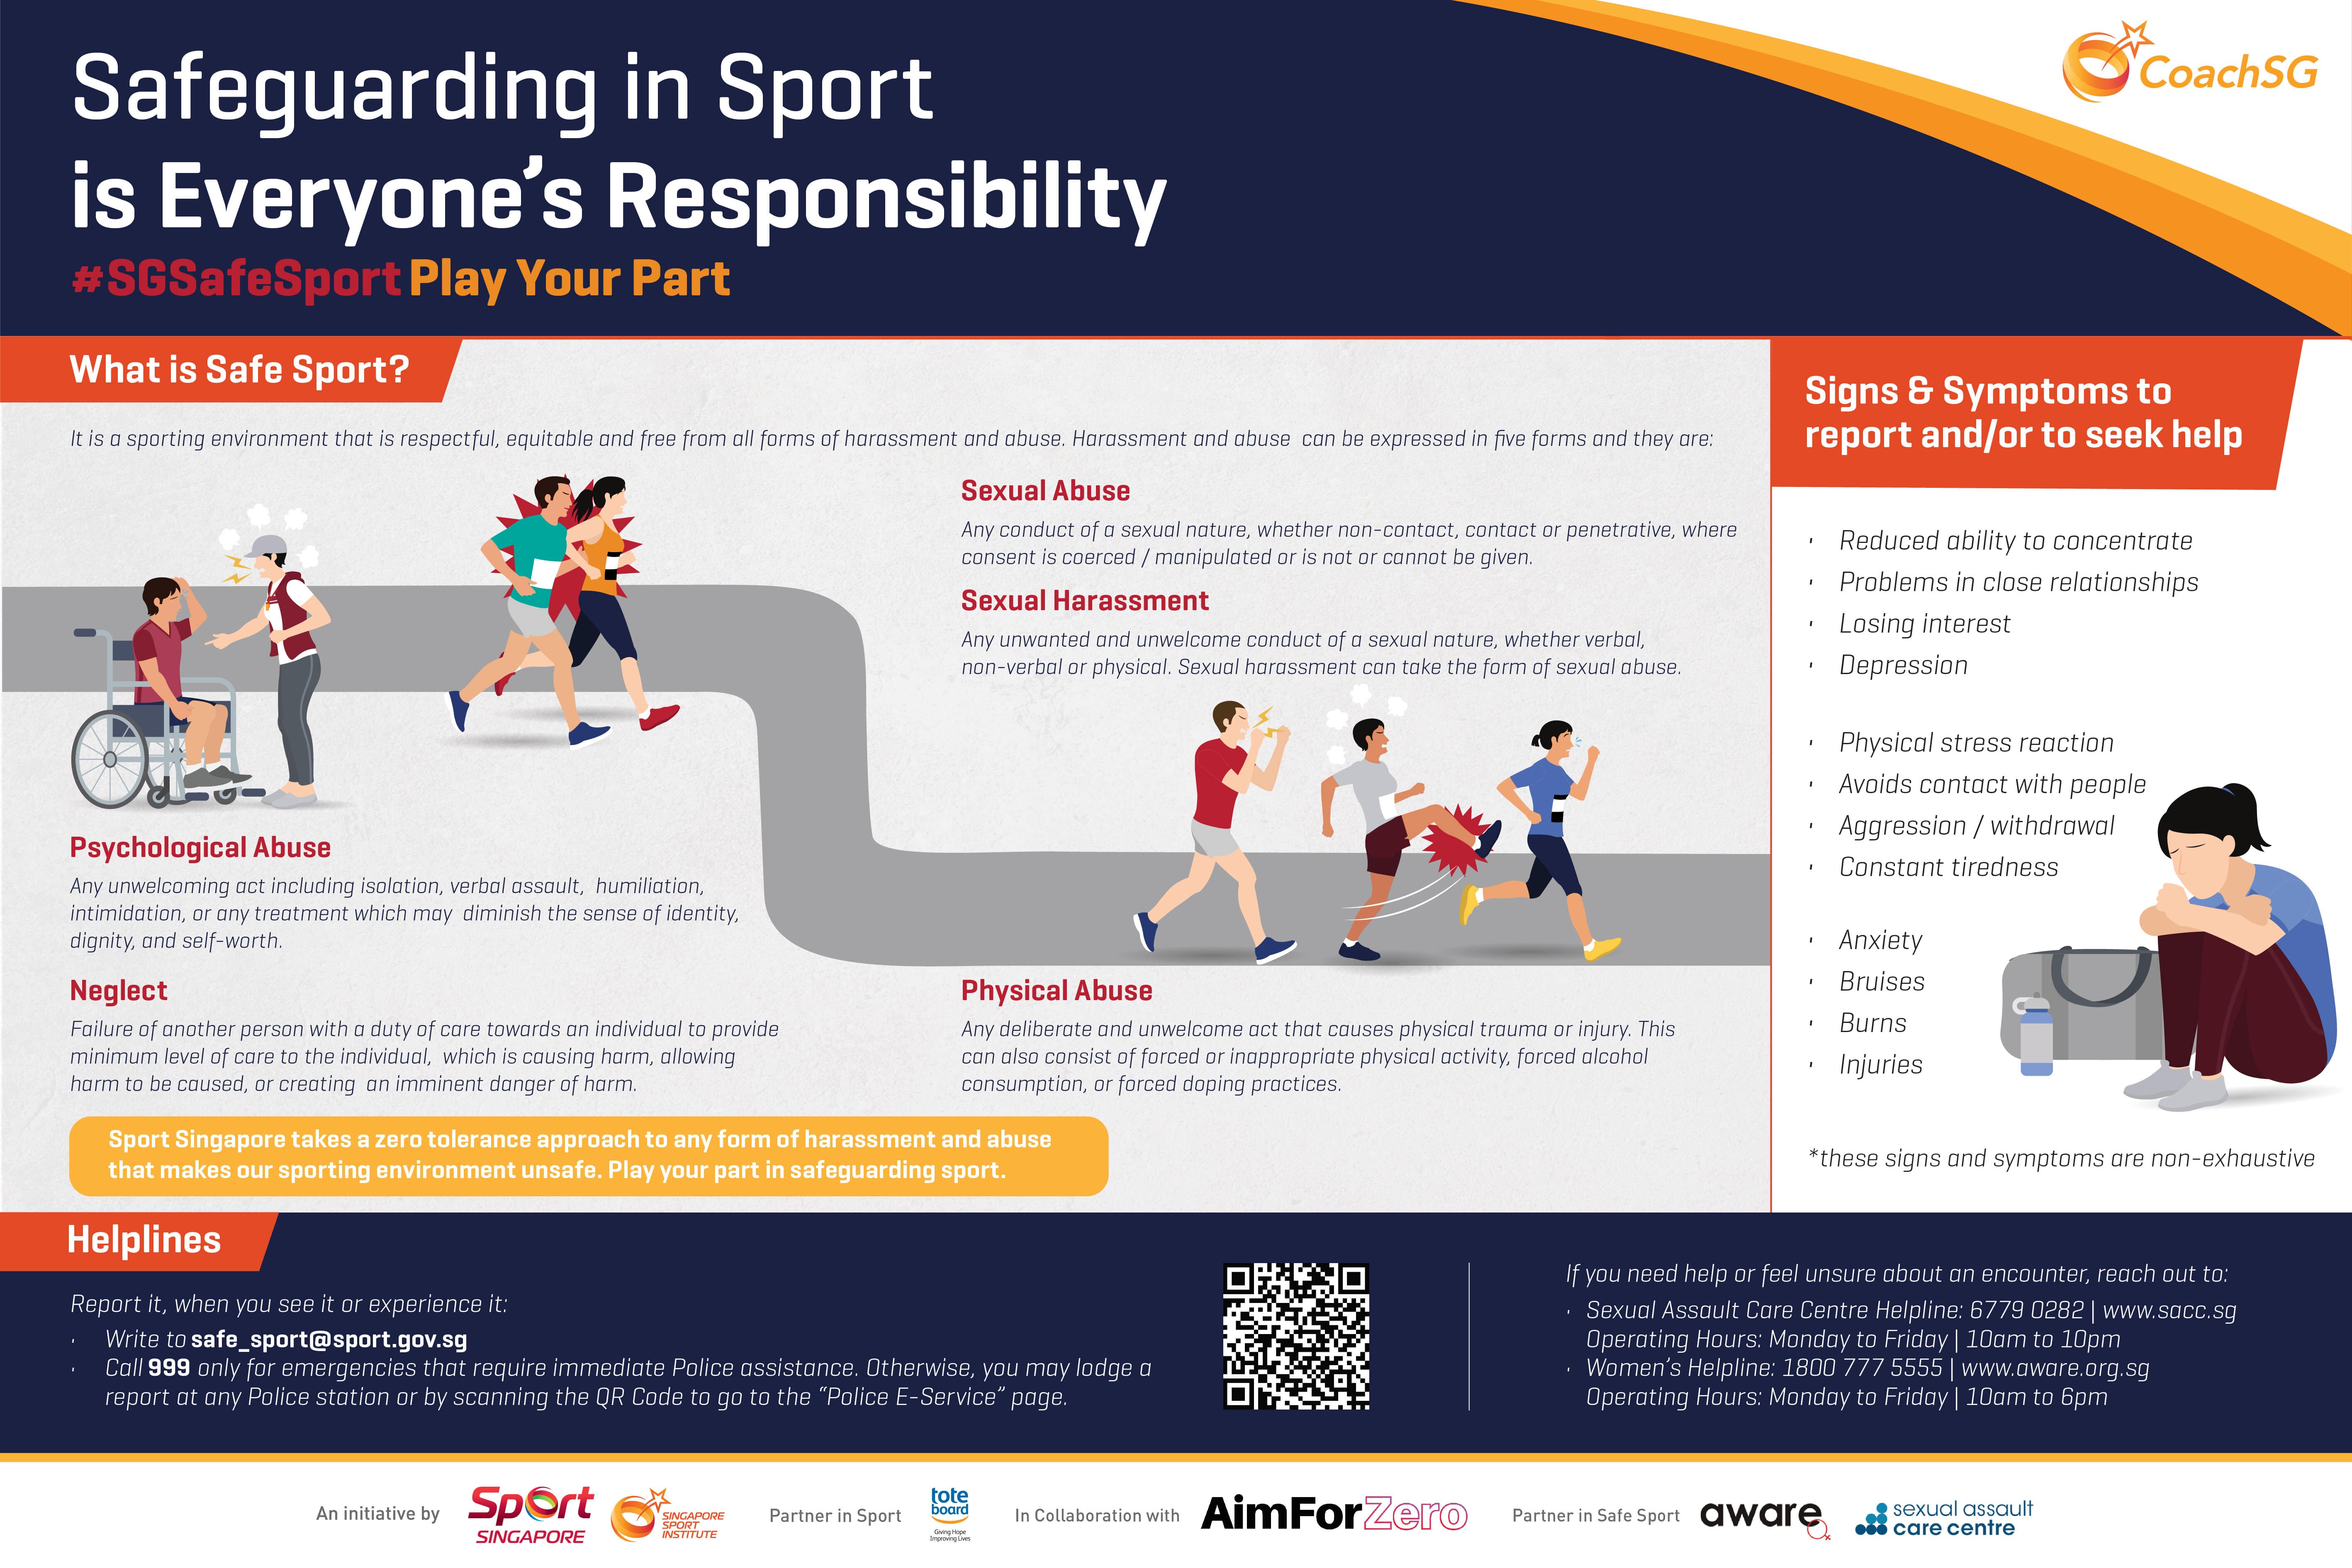 Safeguarding in Sport
is Everyone's Responsibility
#SGSafeSport Play Your Part
CoachSG
What is Safe Sport?
It is a sporting environment that is respectful, equitable and free from all forms of harassment and abuse. Harassment and abuse can be expressed in five forms and they are:
Psychological Abuse
Any unwelcoming act including isolation, verbal assault, humiliation,
intimidation, or any treatment which may diminish the sense of identity,
dignity, and self-worth.
Neglect
Failure of another person with a duty of care towards an individual to provide
minimum level of care to the individual, which is causing harm, allowing
harm to be caused, or creating an imminent danger of harm.
Sexual Abuse
Any conduct of a sexual nature, whether non-contact, contact or penetrative, where
consent is coerced / manipulated or is not or cannot be given.
Sexual Harassment
Any unwanted and unwelcome conduct of a sexual nature, whether verbal,
non-verbal or physical. Sexual harassment can take the form of sexual abuse.
Physical Abuse
Any deliberate and unwelcome act that causes physical trauma or injury. This
can also consist of forced or inappropriate physical activity, forced alcohol
consumption, or forced doping practices.
Sport Singapore takes a zero tolerance approach to any form of harassment and abuse
that makes our sporting environment unsafe. Play your part in safeguarding sport.
Signs & Symptoms to
report and/or to seek help
· Reduced ability to concentrate
· Problems in close relationships
· Losing interest
· Depression
· Physical stress reaction
· Avoids contact with people
· Aggression / withdrawal
· Constant tiredness
· Anxiety
· Bruises
· Burns
· Injuries
*these signs and symptoms are non-exhaustive
Helplines
Report it, when you see it or experience it:
· Write to safe_sport@sport.gov.sg
· Call 999 only for emergencies that require immediate Police assistance. Otherwise, you may lodge a
report at any Police station or by scanning the QR Code to go to the “Police E-Service” page.
If you need help or feel unsure about an encounter, reach out to:
· Sexual Assault Care Centre Helpline: 6779 0282 | www.sacc.sg
Operating Hours: Monday to Friday | 10am to 10pm
· Women's Helpline: 1800 777 5555 | www.aware.org.sg
Operating Hours: Monday to Friday | 10am to 6pm
An initiative by
Sport
SINGAPORE
SINGAPORE
SPORT
INSTITUTE
Partner in Sport
tote
board
Giving Hope
Improving Lives
In Collaboration with
AimForZero
Partner in Safe Sport
aware
sexual assault
care centre